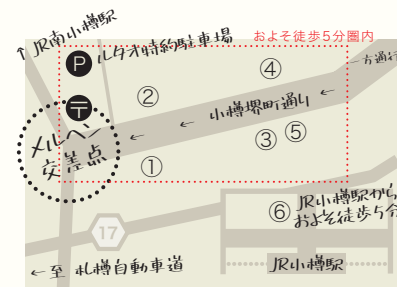 ↑JR南小樽駅
P ルタオ特約駐車場
およそ徒歩5分圏内
一方通行
〒
② ④
← ← 小樽堺町通り ←
メルヘン
交差点
③ ⑤
①
⑥ JR小樽駅から
およそ徒歩5分
17
←至 札樽自動車道
JR小樽駅